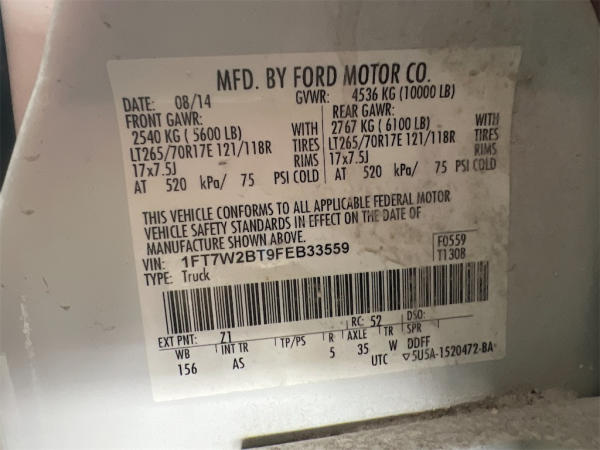 MFD. BY FORD MOTOR CO.
DATE: 08/14 GVWR: 4536 KG (10000 LB)
FRONT GAWR: REAR GAWR:
2540 KG ( 5600 LB) WITH 2767 KG ( 6100 LB) WITH
LT265/70R17E 121/118R TIRES LT265/70R17E 121/118R TIRES
17x7.5J RIMS 17x7.5J RIMS
AT 520 kPa/ 75 PSI COLD AT 520 kPa/ 75 PSI COLD
THIS VEHICLE CONFORMS TO ALL APPLICABLE FEDERAL MOTOR
VEHICLE SAFETY STANDARDS IN EFFECT ON THE DATE OF
MANUFACTURE SHOWN ABOVE.
VIN: 1FT7W2BT9FEB33559 F0559
TYPE: Truck T130B
EXT PNT: Z1 RC: 52 DSO:
WB INT TR TP/PS R AXLE TR SPR
156 AS 5 35 W DDFF
UTC ▽5U5A-1520472-BA